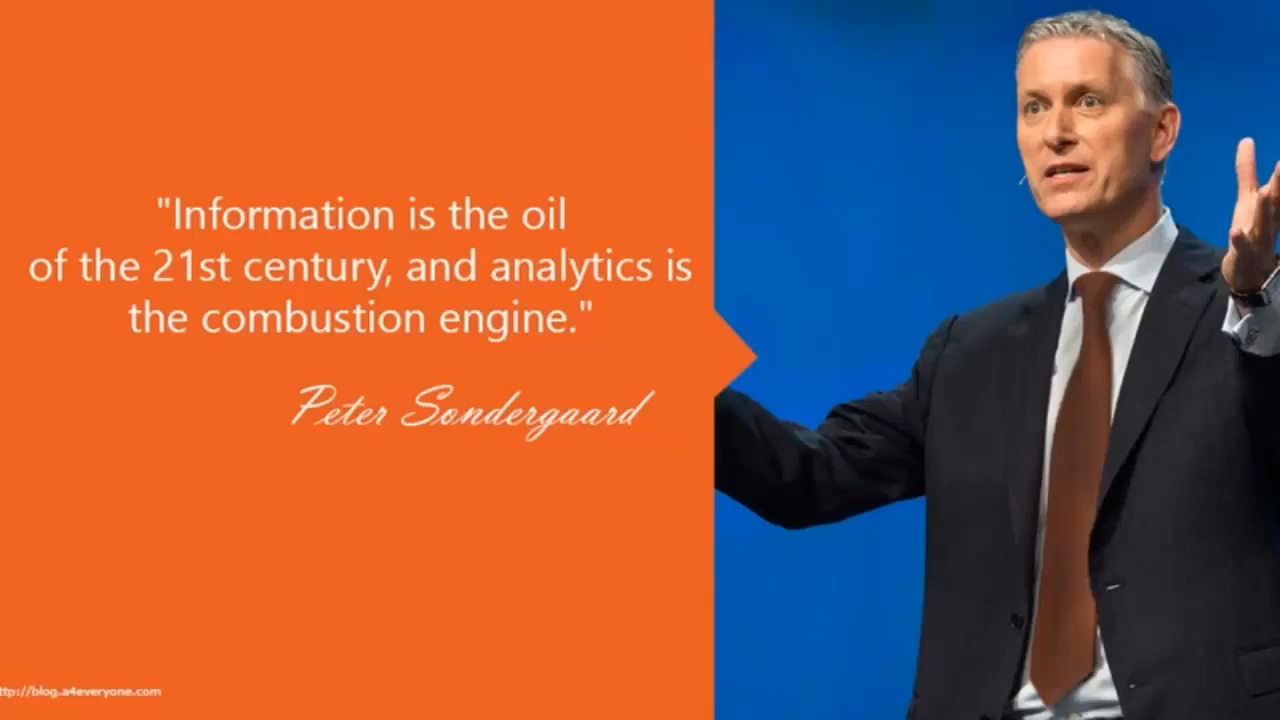 "Information is the oil
of the 21st century, and analytics is
the combustion engine."
Peter Sondergaard
ttp://blog.a4everyone.com